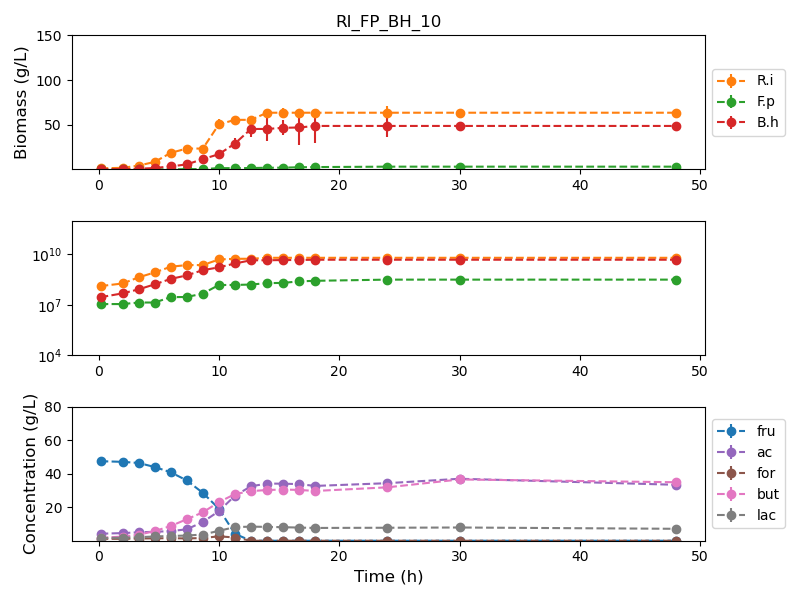 RI_FP_BH_10
Biomass (g/L)
150
100
50
0 10 20 30 40 50
R.i
F.p
B.h
10^10
10^7
10^4
0 10 20 30 40 50
Concentration (g/L)
80
60
40
20
0 10 20 30 40 50
Time (h)
fru
ac
for
but
lac